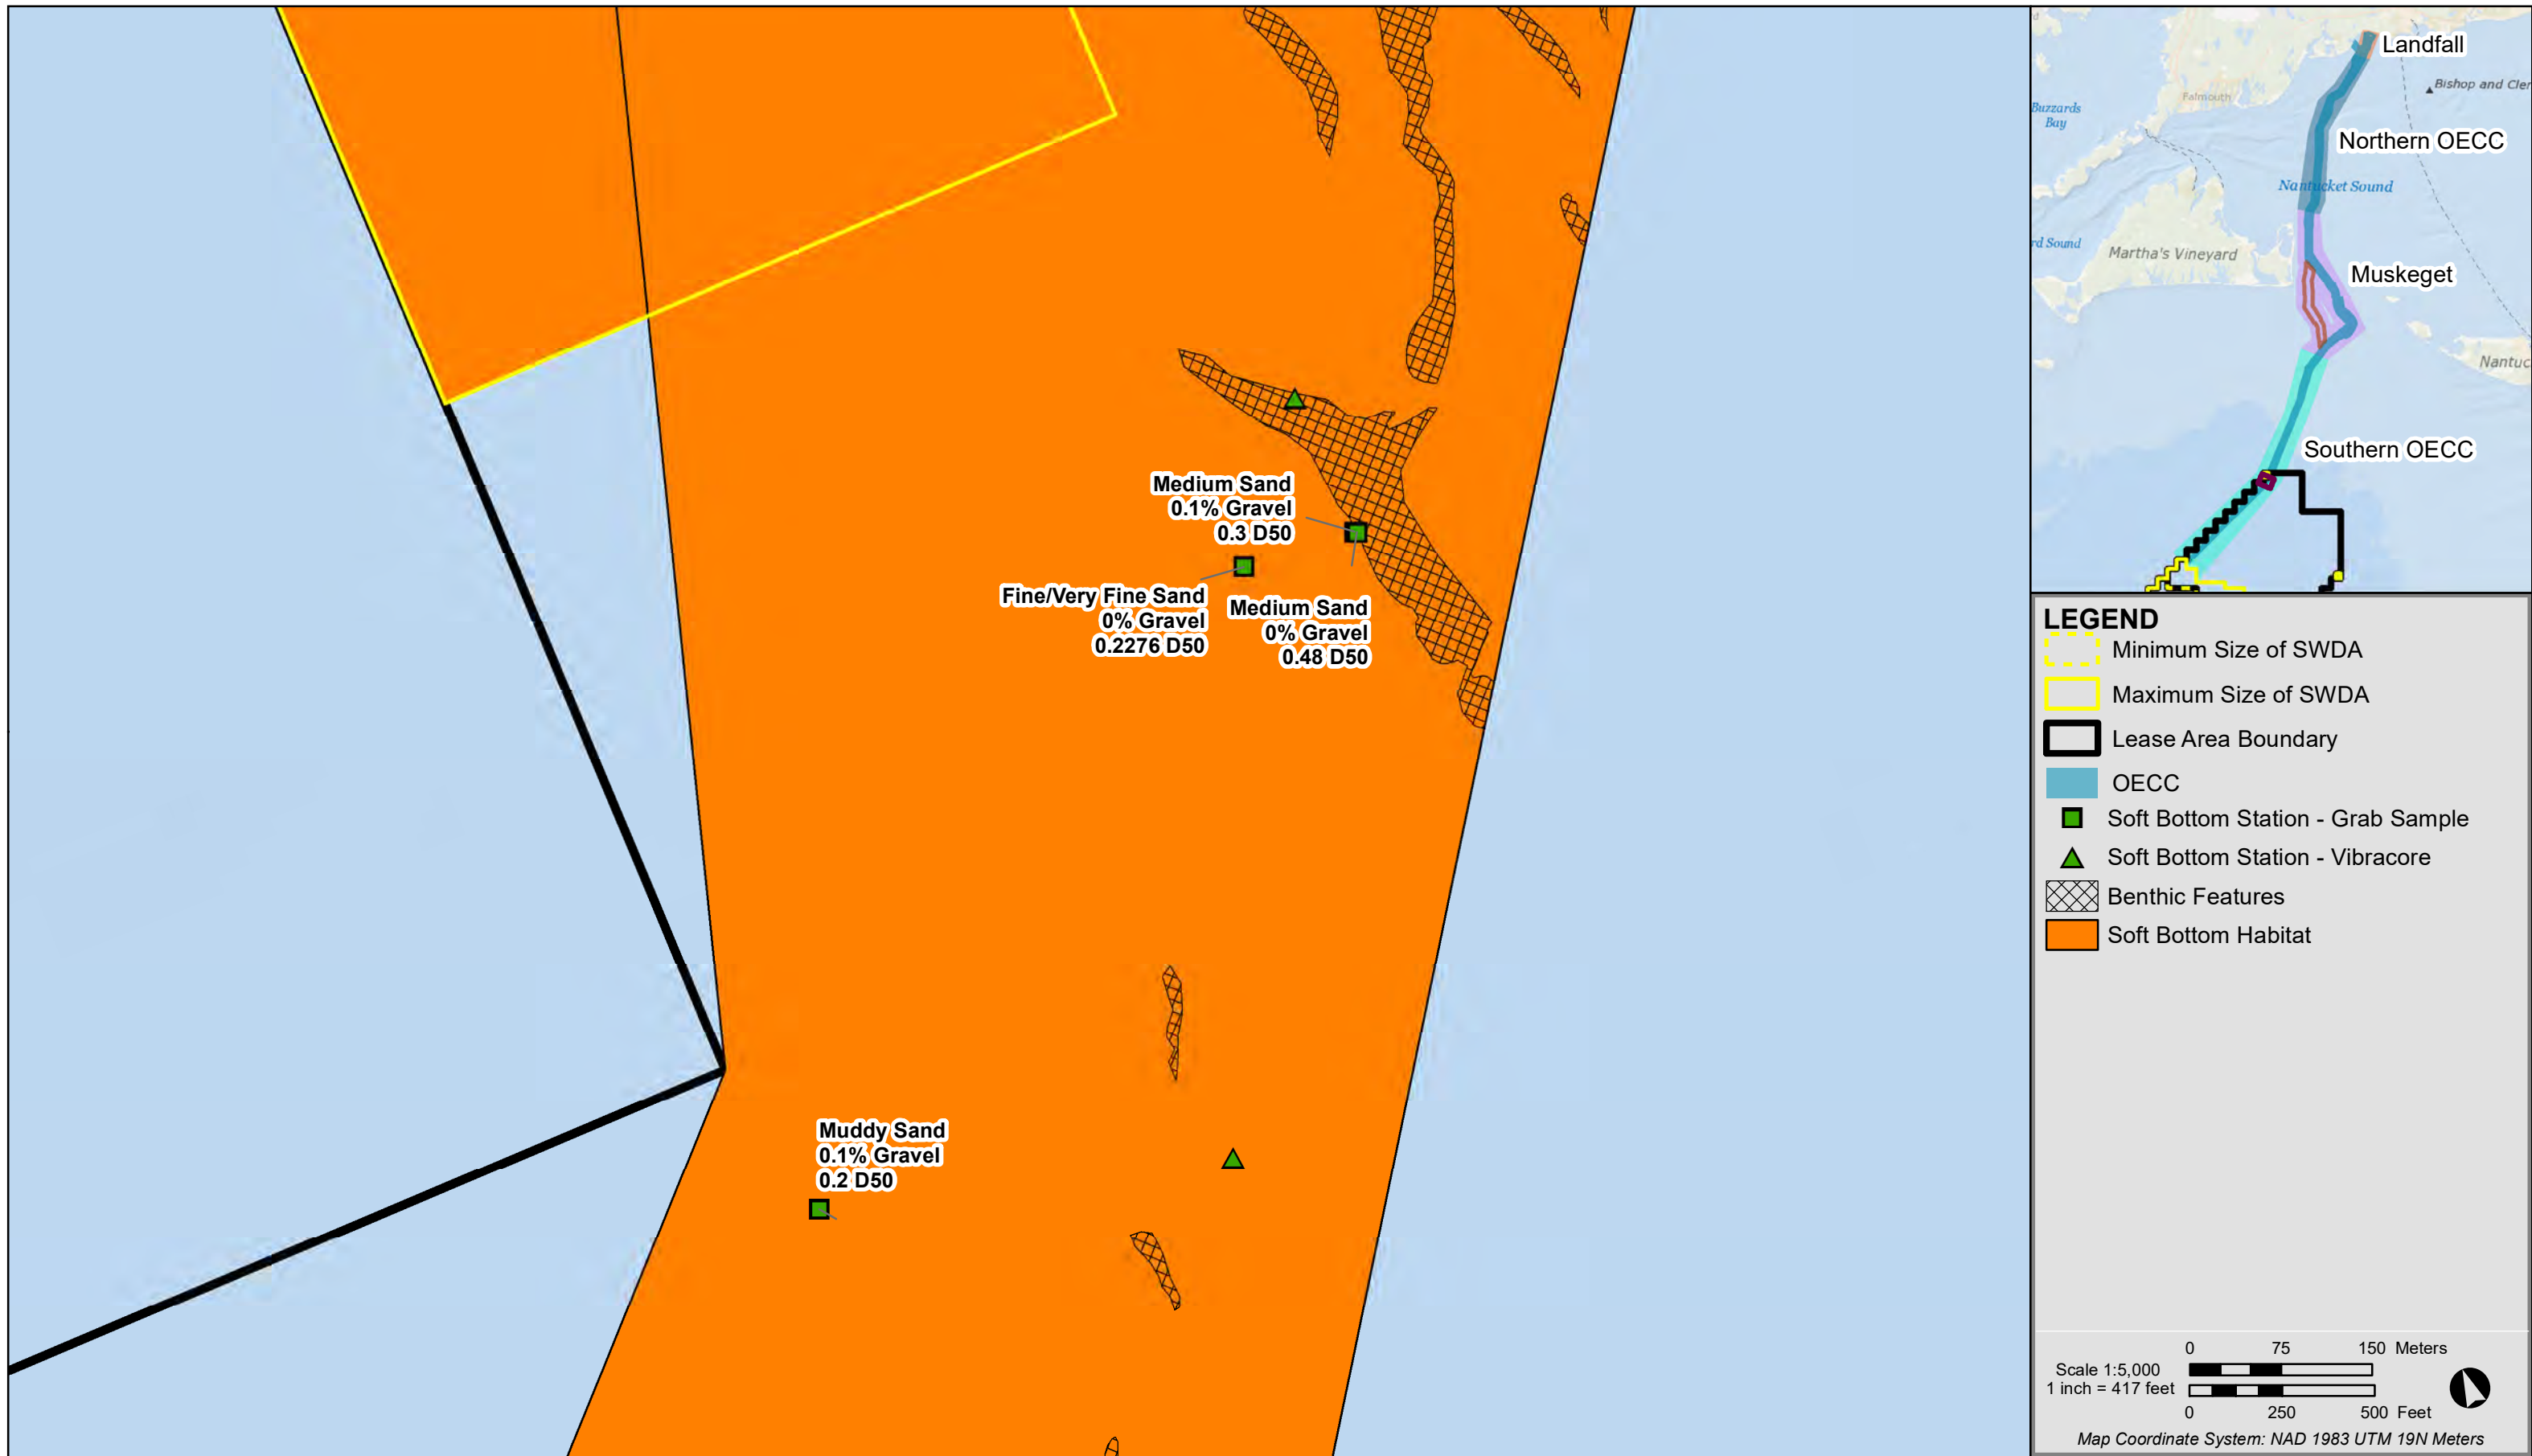 Medium Sand
0.1% Gravel
0.3 D50
Fine/Very Fine Sand
0% Gravel
0.2276 D50
Medium Sand
0% Gravel
0.48 D50
Muddy Sand
0.1% Gravel
0.2 D50
Landfall
Bishop and Cler
Falmouth
Buzzards
Bay
Northern OECC
Nantucket Sound
rd Sound
Martha's Vineyard
Muskeget
Nantuc
Southern OECC
LEGEND
Minimum Size of SWDA
Maximum Size of SWDA
Lease Area Boundary
OECC
Soft Bottom Station - Grab Sample
Soft Bottom Station - Vibracore
Benthic Features
Soft Bottom Habitat
0 75 150 Meters
Scale 1:5,000
1 inch = 417 feet
0 250 500 Feet
Map Coordinate System: NAD 1983 UTM 19N Meters